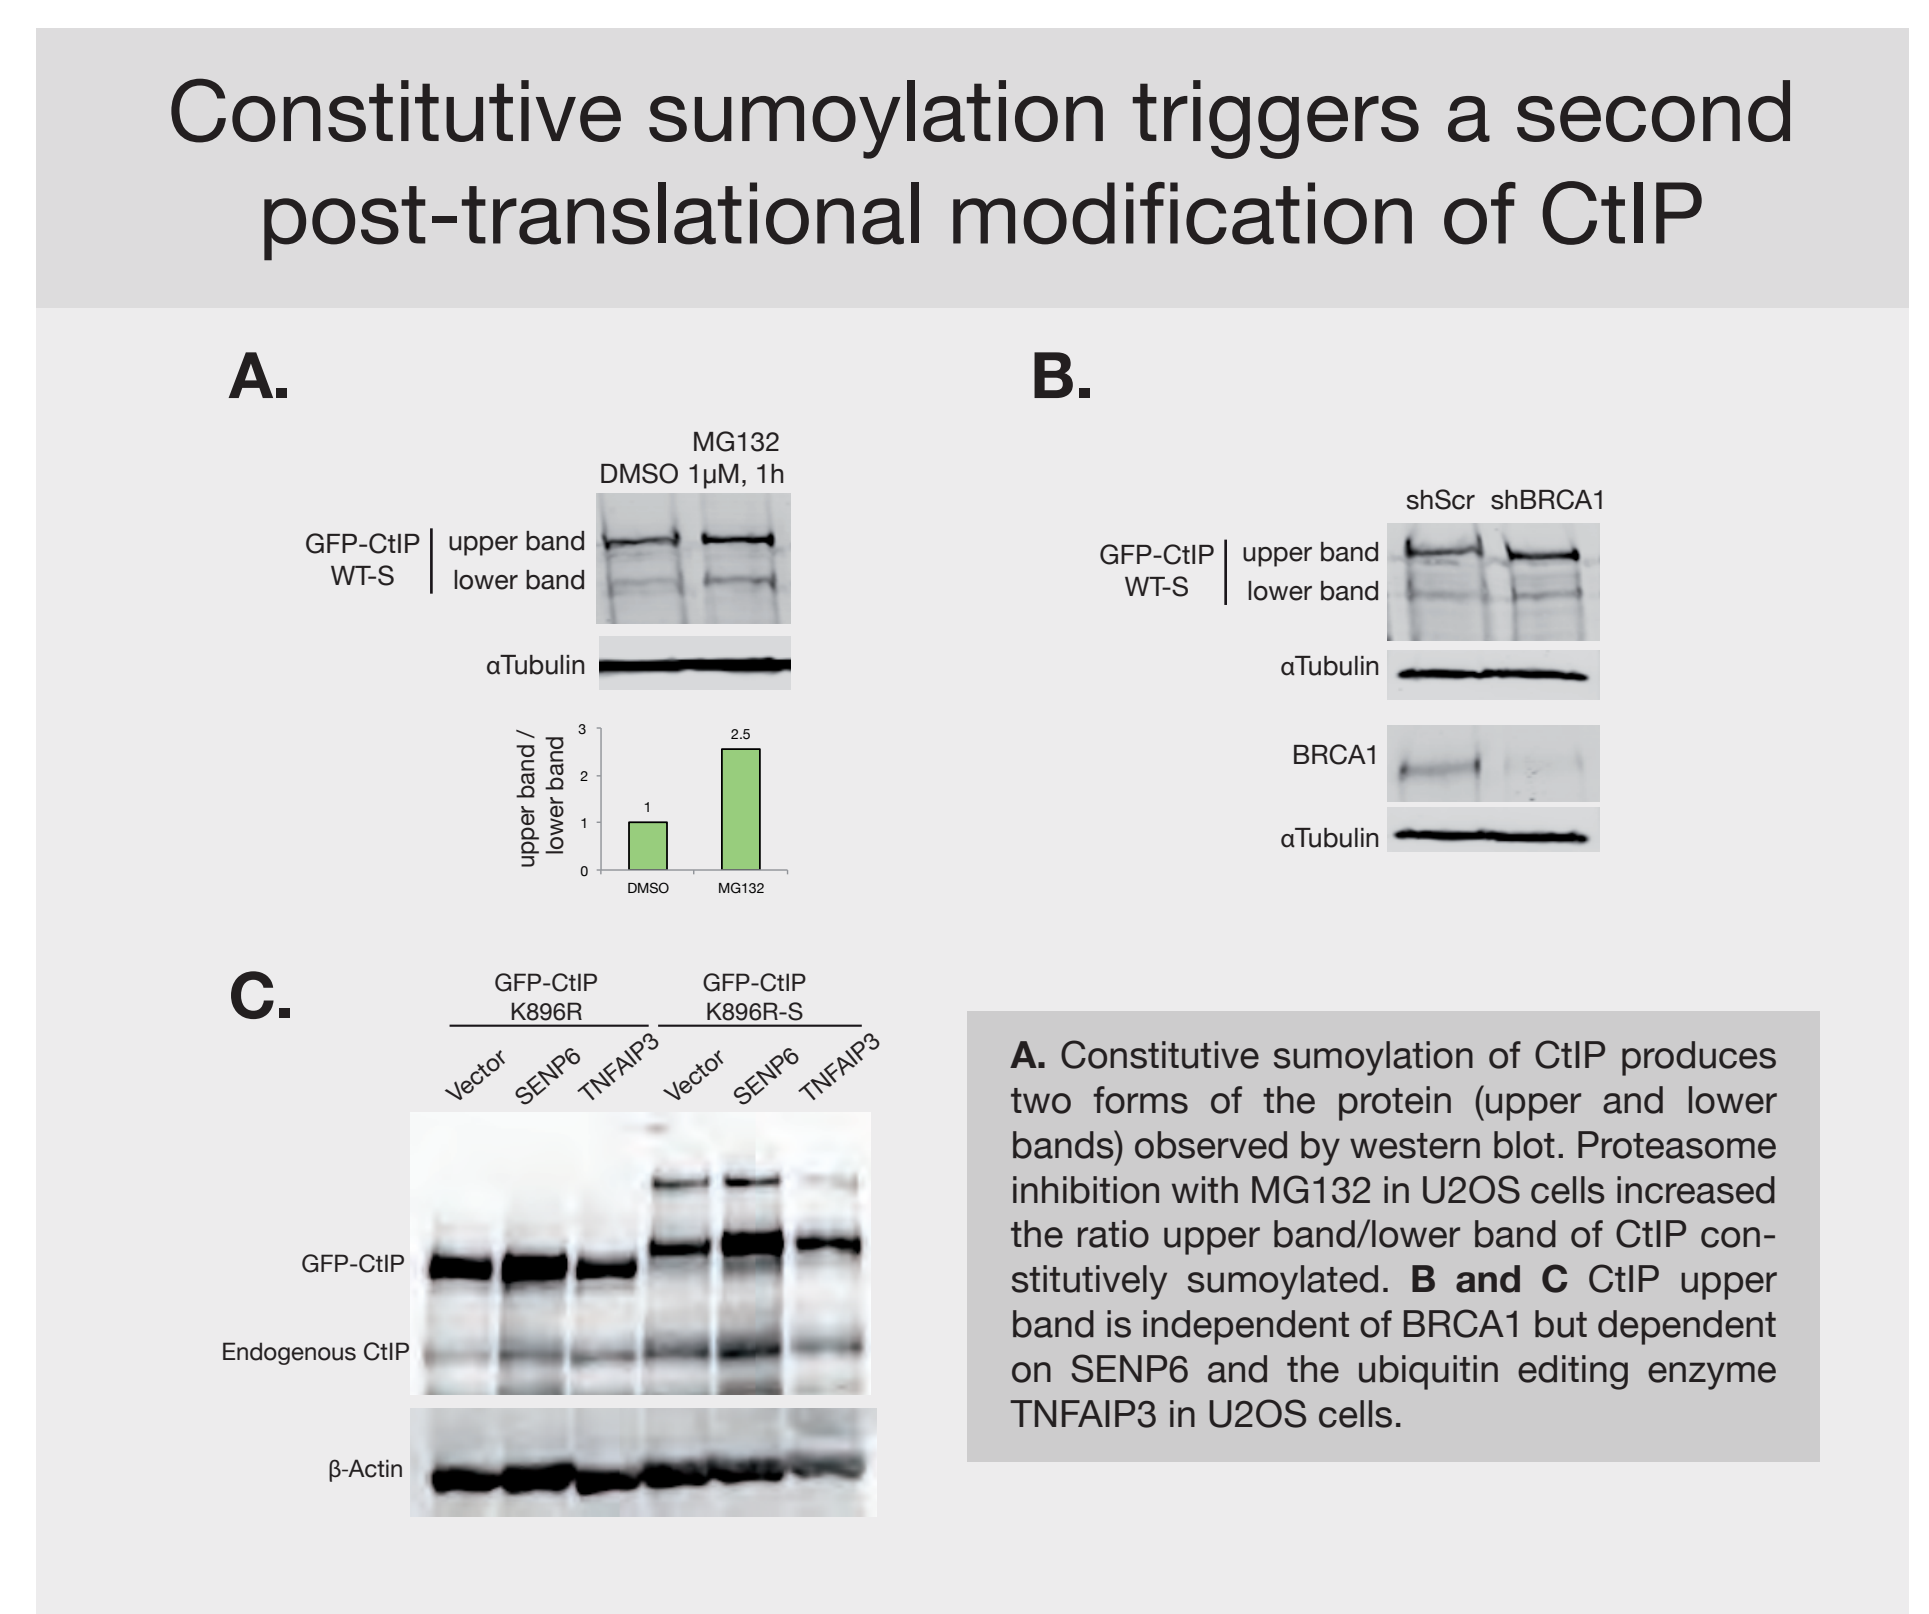 Constitutive sumoylation triggers a second
post-translational modification of CtIP
A.
MG132
DMSO 1µM, 1h
GFP-CtIP
WT-S
upper band
lower band
αTubulin
upper band /
lower band
3
2
1
0
1
2.5
DMSO
MG132
B.
shScr shBRCA1
GFP-CtIP
WT-S
upper band
lower band
αTubulin
BRCA1
αTubulin
C.
GFP-CtIP
K896R
GFP-CtIP
K896R-S
Vector
SENP6
TNFAIP3
Vector
SENP6
TNFAIP3
GFP-CtIP
Endogenous CtIP
β-Actin
A. Constitutive sumoylation of CtIP produces
two forms of the protein (upper and lower
bands) observed by western blot. Proteasome
inhibition with MG132 in U2OS cells increased
the ratio upper band/lower band of CtIP con-
stitutively sumoylated. B and C CtIP upper
band is independent of BRCA1 but dependent
on SENP6 and the ubiquitin editing enzyme
TNFAIP3 in U2OS cells.